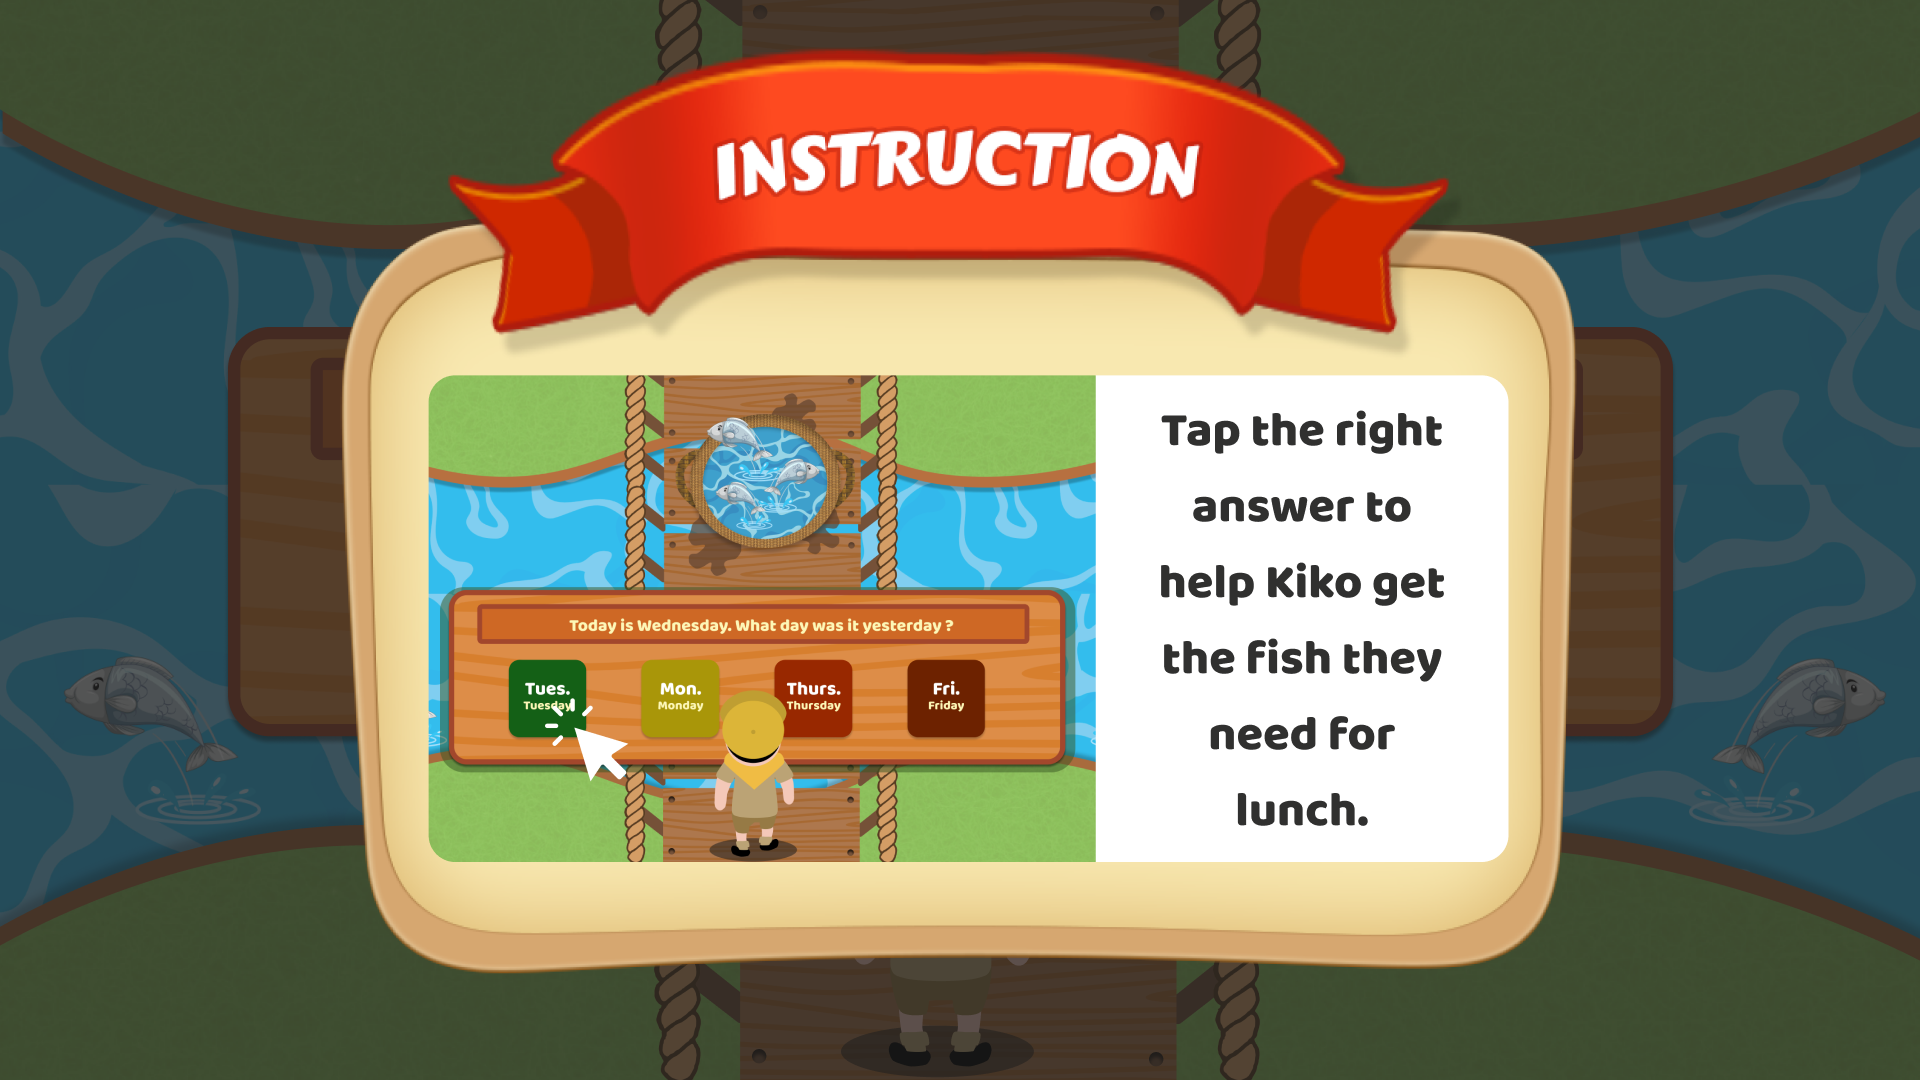 INSTRUCTION
Today is Wednesday. What day was it yesterday ?
Tues.
Tuesday
Mon.
Monday
Thurs.
Thursday
Fri.
Friday
Tap the right
answer to
help Kiko get
the fish they
need for
lunch.